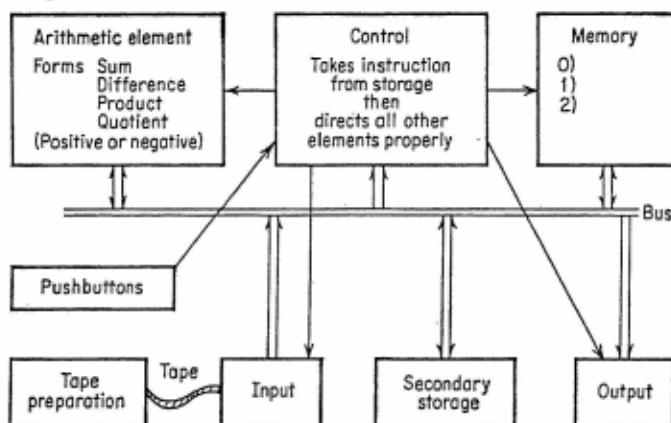 Arithmetic element
Forms Sum
Difference
Product
Quotient
(Positive or negative)
Control
Takes instruction
from storage
then
directs all other
elements properly
Memory
0)
1)
2)
Bus
Pushbuttons
Tape
preparation
Tape
Input
Secondary
storage
Output